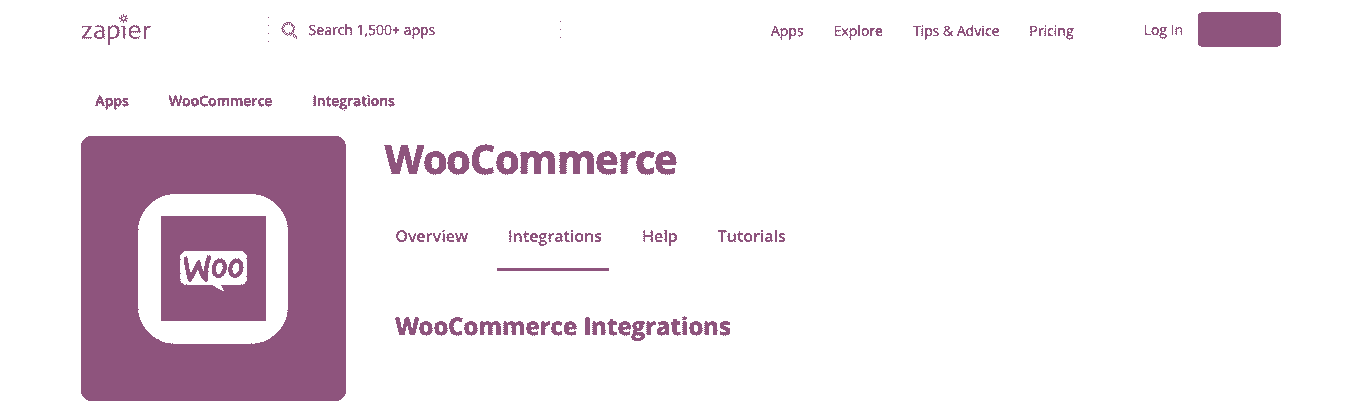 zapier
Search 1,500+ apps
Apps Explore Tips & Advice Pricing
Log In
Apps WooCommerce Integrations
WooCommerce
Woo
Overview Integrations Help Tutorials
WooCommerce Integrations